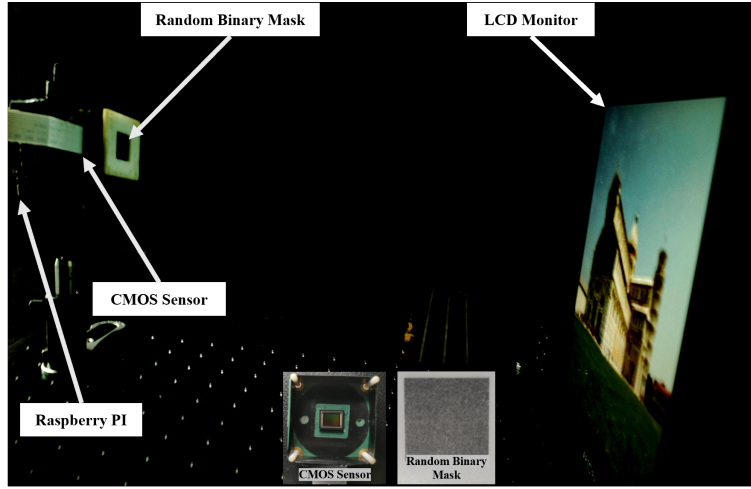 Random Binary Mask
LCD Monitor
CMOS Sensor
Raspberry PI
CMOS Sensor
Random Binary
Mask